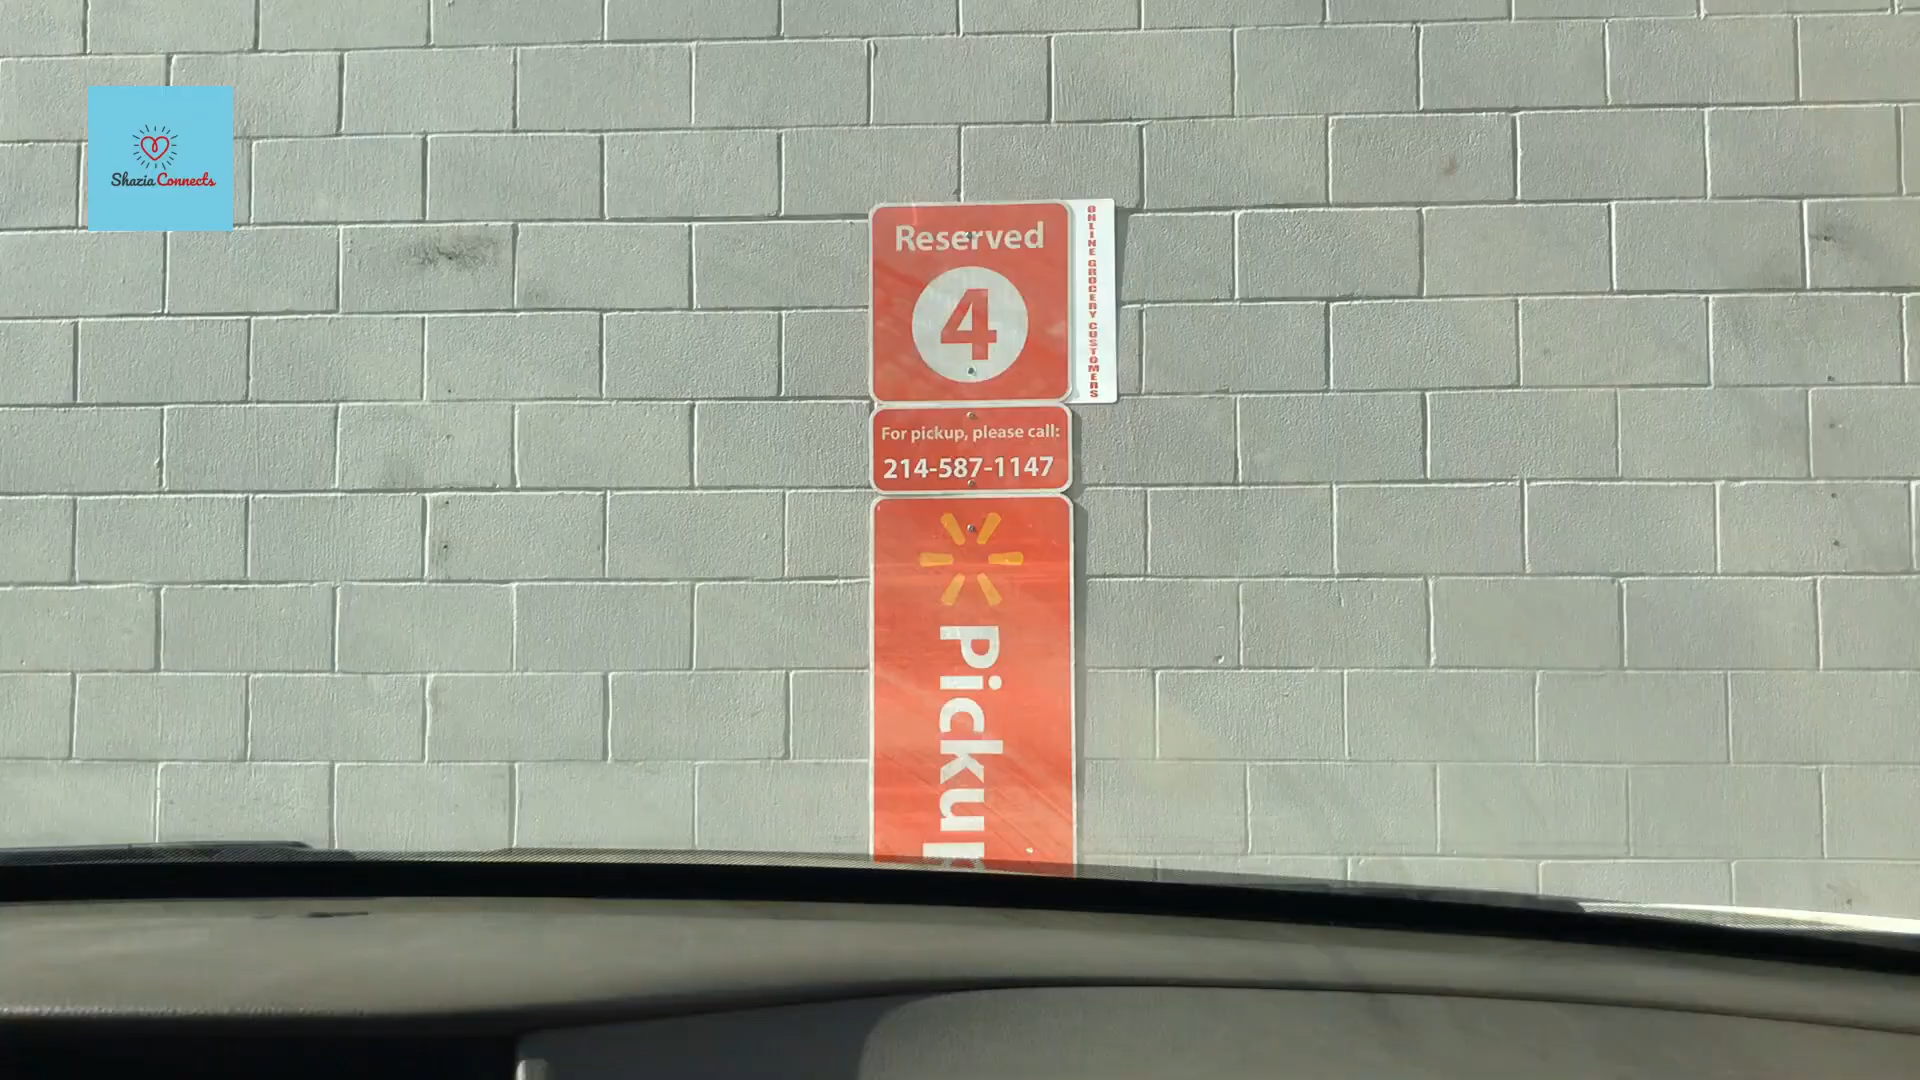 Shazia Connects
Reserved
4
ONLINE GROCERY CUSTOMERS
For pickup, please call:
214-587-1147
Pickup